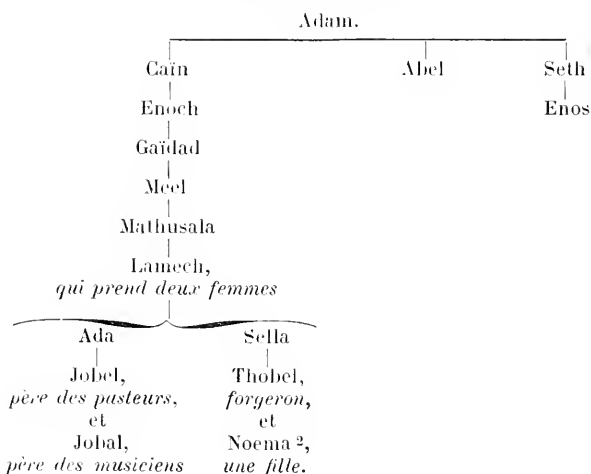 Adam.
Caïn Abel Seth
Enoch Enos
Gaïdad
Meel
Mathusala
Lamech,
qui prend deux femmes
Ada Sella
Jobel, Thobel,
père des pasteurs, forgeron,
et et
Jobal, Noema ²,
père des musiciens une fille.